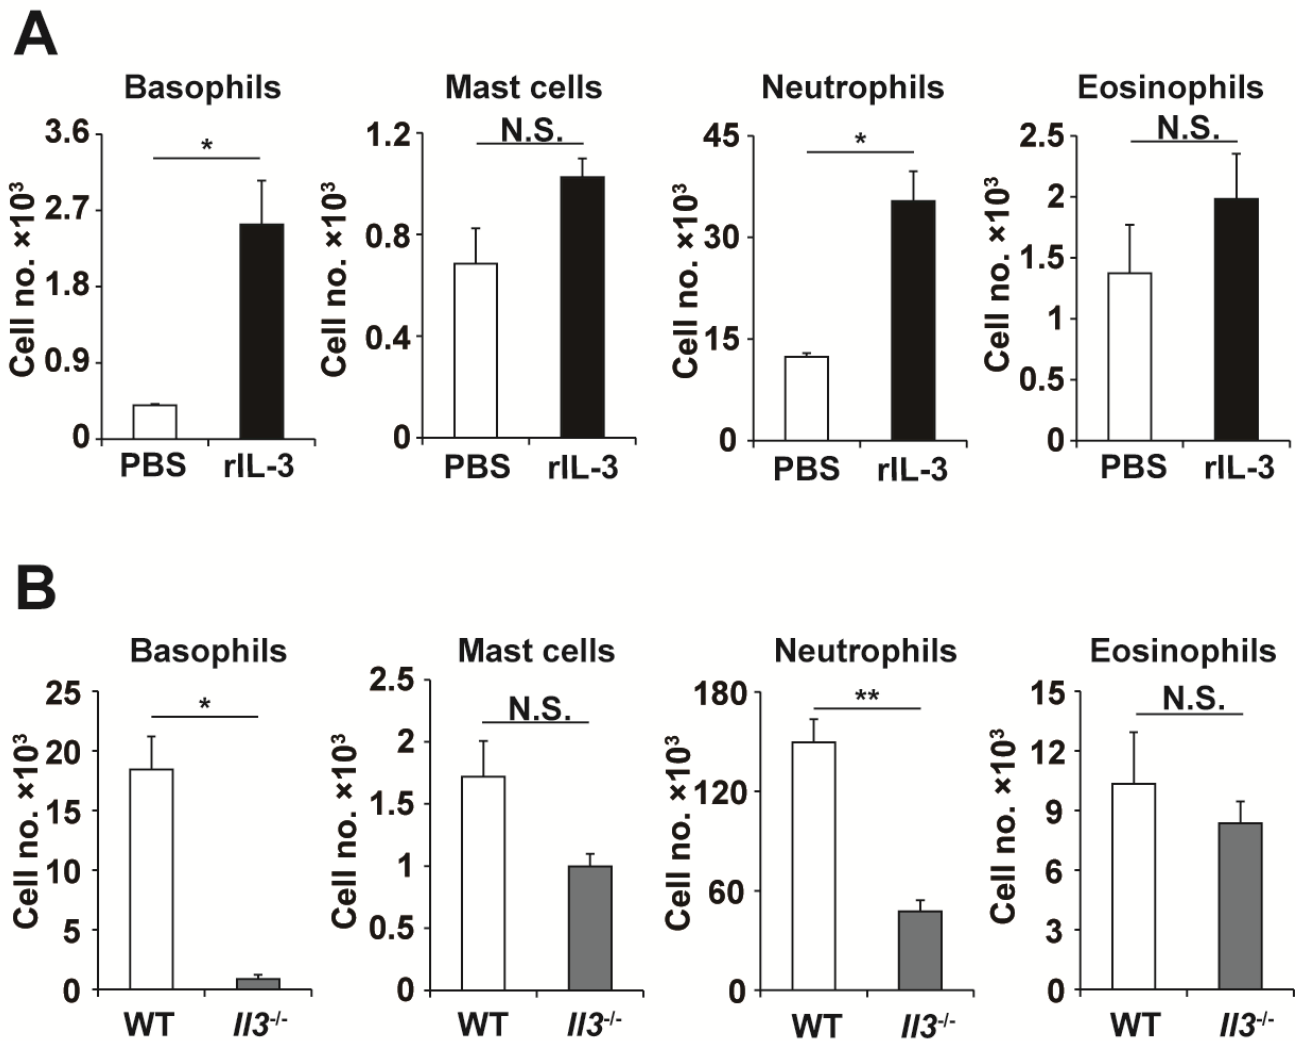 A
Basophils
Mast cells
Neutrophils
Eosinophils
Cell no. ×10³
3.6
2.7
1.8
0.9
0
*
PBS
rIL-3
Cell no. ×10³
1.2
0.8
0.4
0
N.S.
PBS
rIL-3
Cell no. ×10³
45
30
15
0
*
PBS
rIL-3
Cell no. ×10³
2.5
2
1.5
1
0.5
0
N.S.
PBS
rIL-3
B
Basophils
Mast cells
Neutrophils
Eosinophils
Cell no. ×10³
25
20
15
10
5
0
*
WT
Il3-/-
Cell no. ×10³
2.5
2
1.5
1
0.5
0
N.S.
WT
Il3-/-
Cell no. ×10³
180
120
60
0
**
WT
Il3-/-
Cell no. ×10³
15
12
9
6
3
0
N.S.
WT
Il3-/-